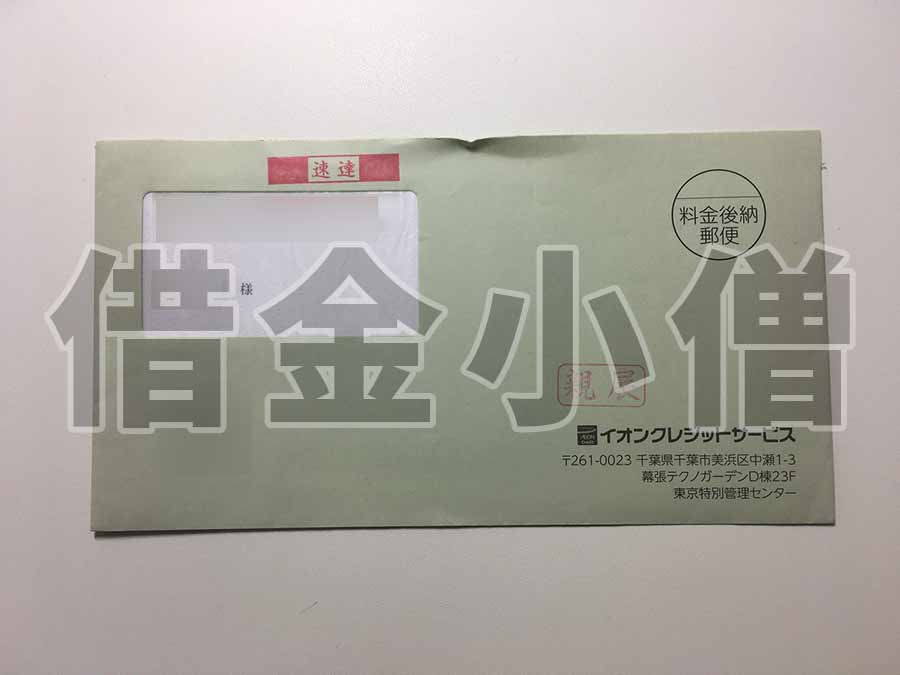 速達
料金後納
郵便
様
借金小僧
親展
AEON
イオンクレジットサービス
〒261-0023 千葉県千葉市美浜区中瀬1-3
幕張テクノガーデンD棟23F
東京特別管理センター